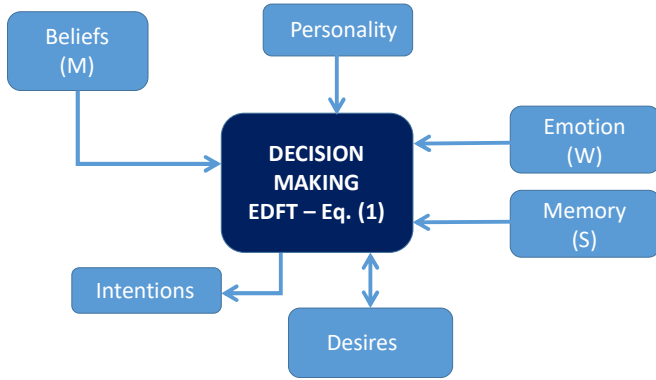 Beliefs
(M)
Personality
DECISION
MAKING
EDFT – Eq. (1)
Emotion
(W)
Memory
(S)
Intentions
Desires